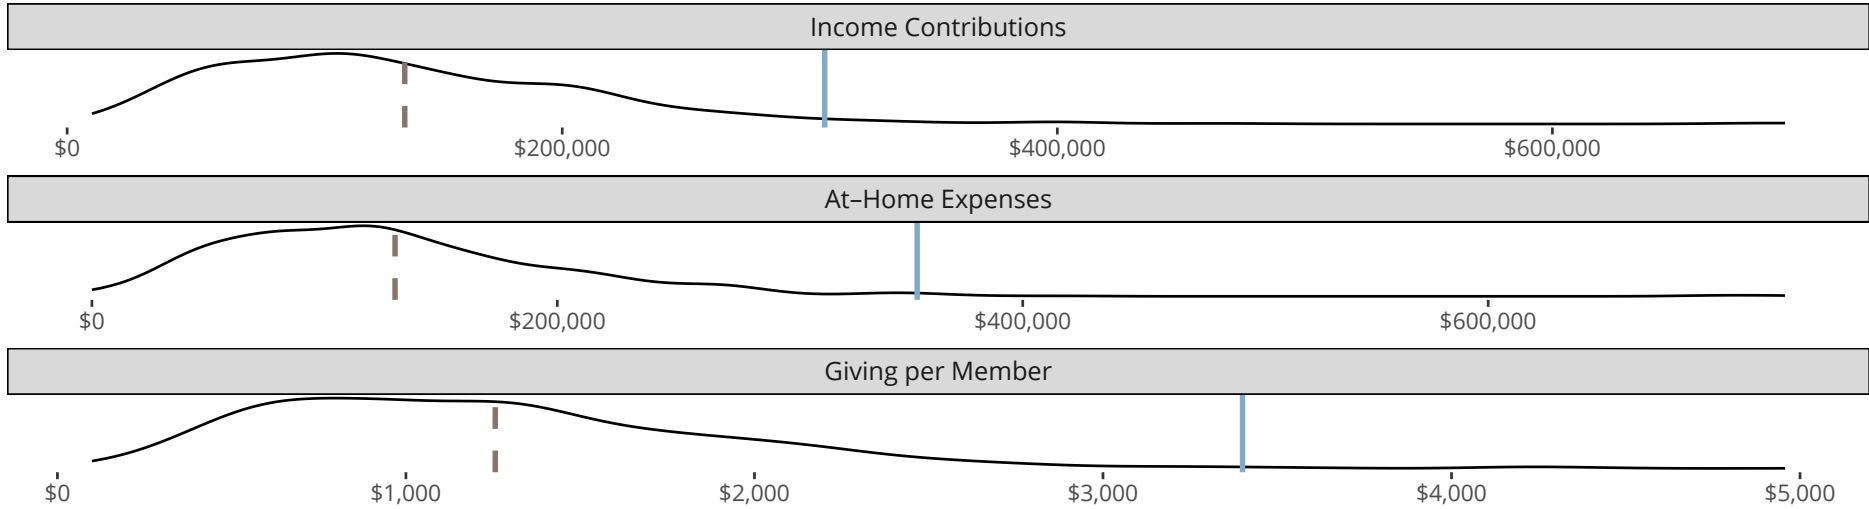 Income Contributions
$0 $200,000 $400,000 $600,000
At–Home Expenses
$0 $200,000 $400,000 $600,000
Giving per Member
$0 $1,000 $2,000 $3,000 $4,000 $5,000